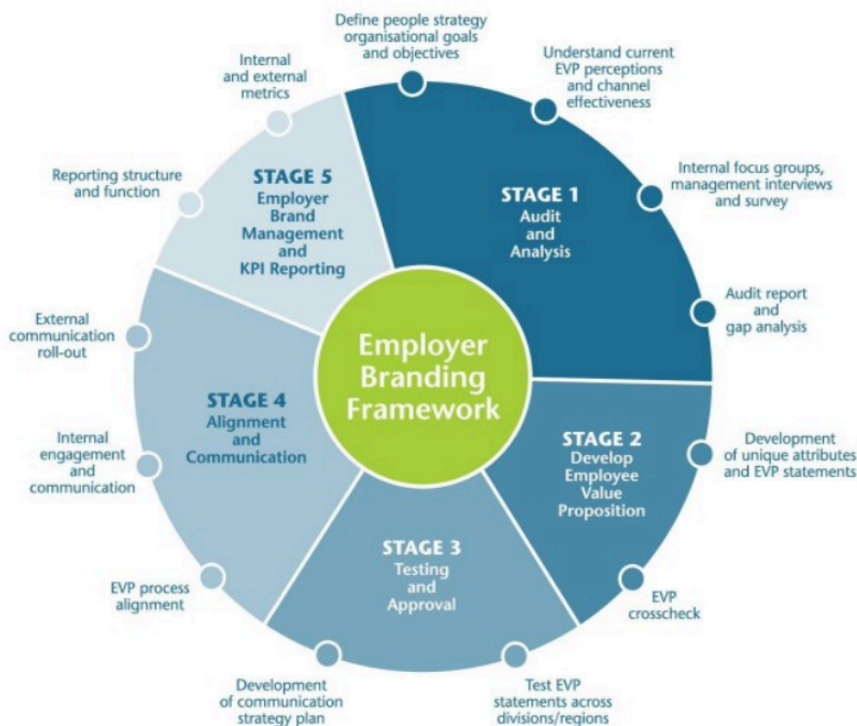 Define people strategy
organisational goals
and objectives
Understand current
EVP perceptions
and channel
effectiveness
Internal focus groups,
management interviews
and survey
Audit report
and
gap analysis
STAGE 1
Audit
and
Analysis
Development
of unique attributes
and EVP statements
EVP
crosscheck
STAGE 2
Develop
Employee
Value
Proposition
Test EVP
statements across
divisions/regions
Development
of communication
strategy plan
STAGE 3
Testing
and
Approval
EVP process
alignment
Internal
engagement
and
communication
External
communication
roll-out
STAGE 4
Alignment
and
Communication
Reporting structure
and function
Internal
and external
metrics
STAGE 5
Employer
Brand
Management
and
KPI Reporting
Employer
Branding
Framework